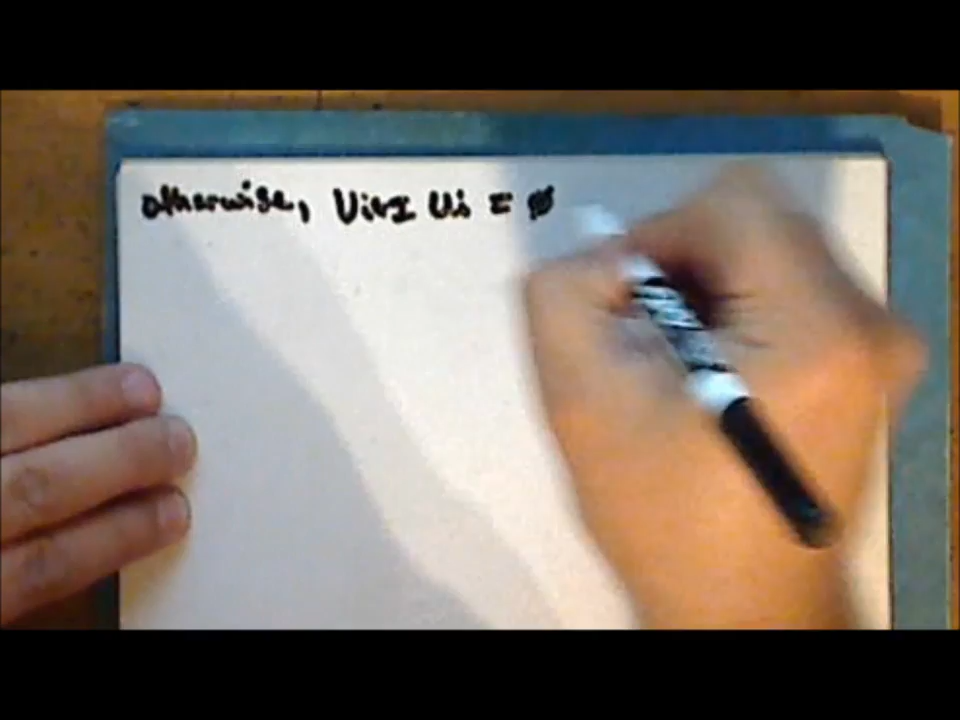 otherwise, ∪i∈I Ui = ∅